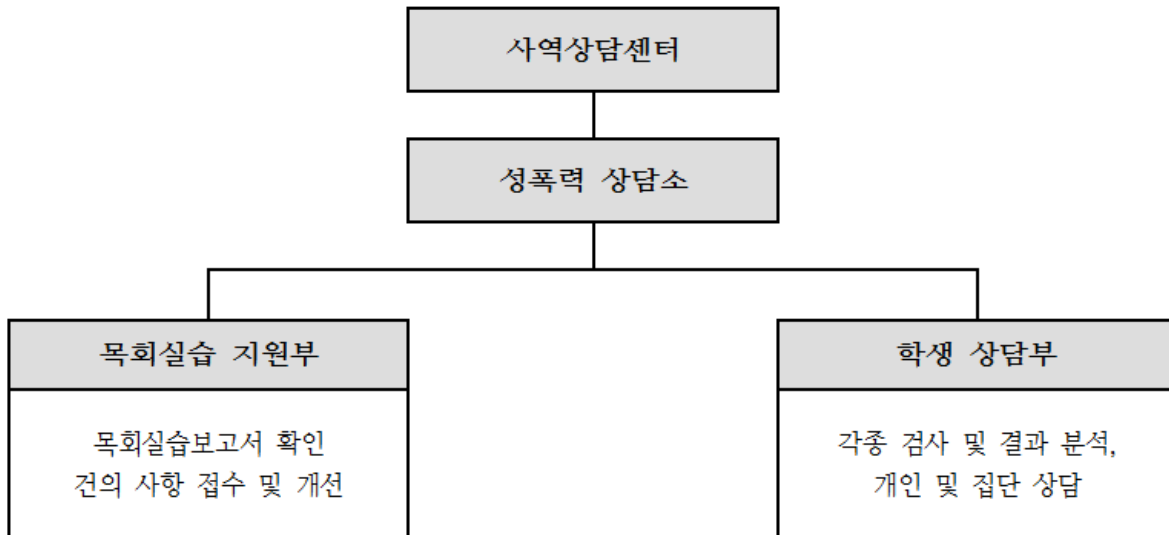 사역상담센터
성폭력 상담소
목회실습 지원부
목회실습보고서 확인
건의 사항 접수 및 개선
학생 상담부
각종 검사 및 결과 분석,
개인 및 집단 상담